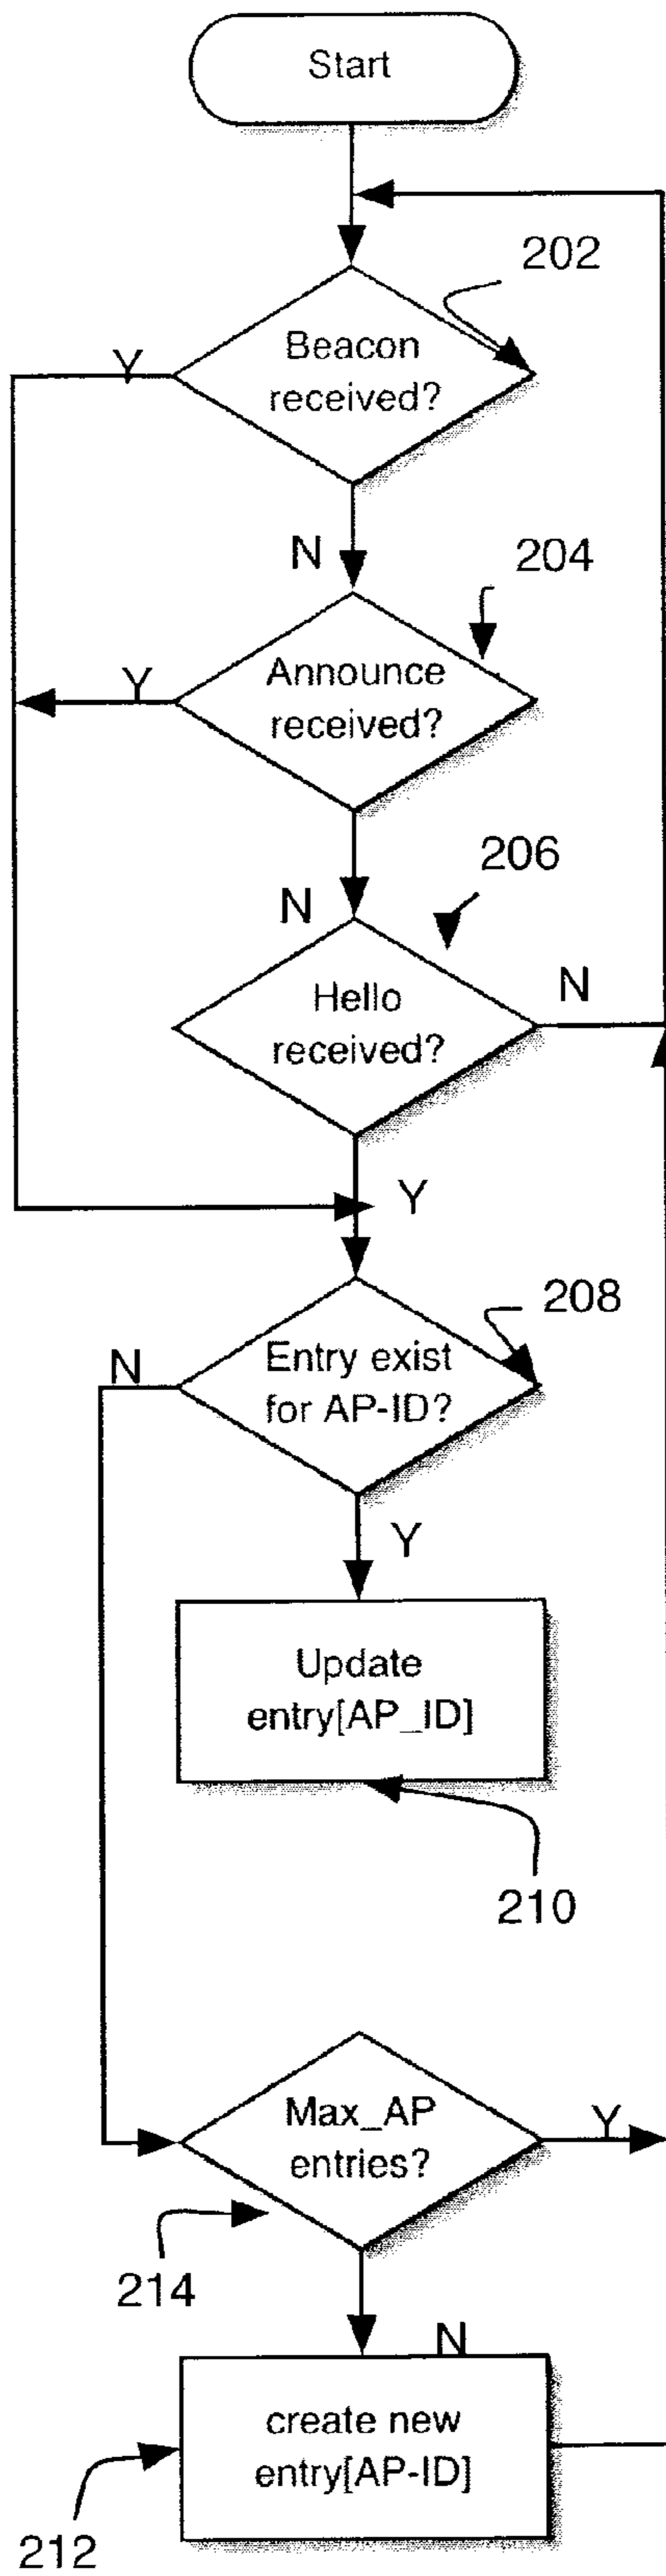 Start
202
Beacon
received?
Y
N
204
Announce
received?
Y
206
N
Hello
received?
N
Y
208
Entry exist
for AP-ID?
N
Y
Update
entry[AP_ID]
210
Max_AP
entries?
Y
214
N
create new
entry[AP-ID]
212